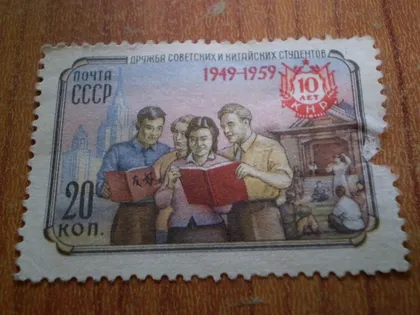 ДРУЖБА СОВЕТСКИХ И КИТАЙСКИХ СТУДЕНТОВ
1949-1959
ПОЧТА
СССР
10
ЛЕТ
КНР
20
КОП.